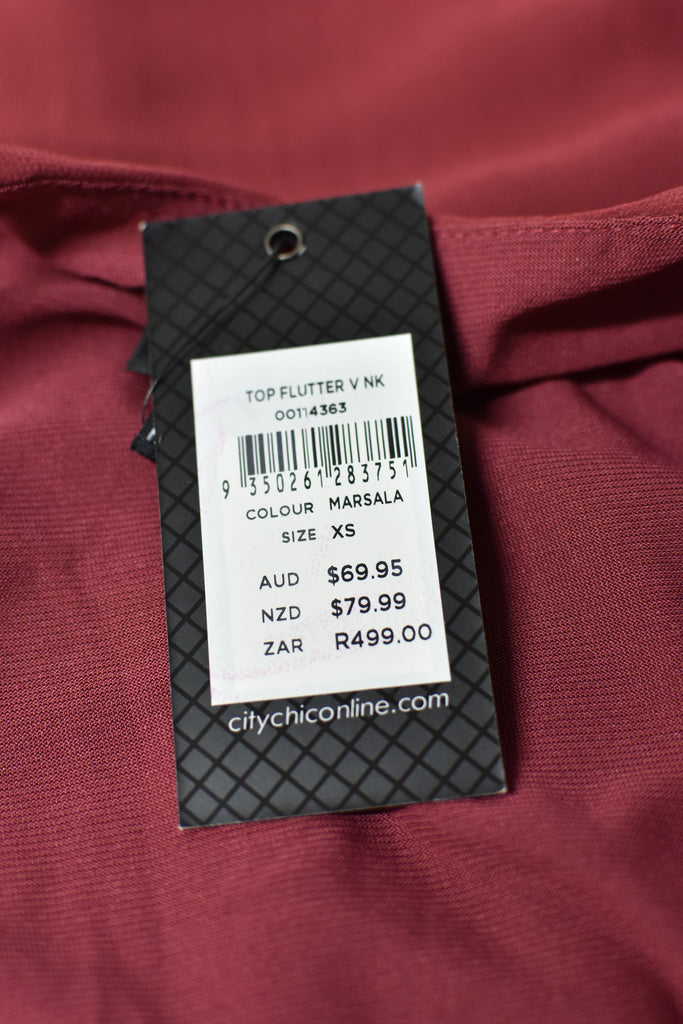 TOP FLUTTER V NK
00114363
9 350261 283751
COLOUR MARSALA
SIZE XS
AUD $69.95
NZD $79.99
ZAR R499.00
citychiconline.com